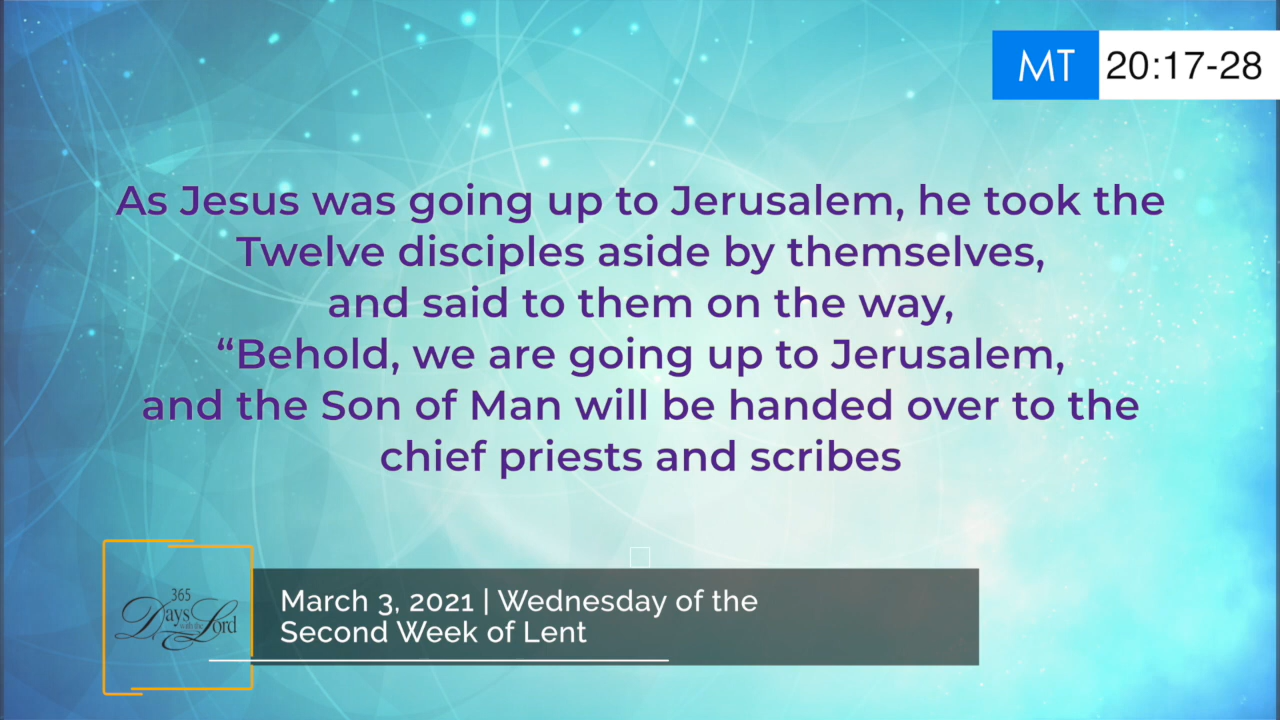 MT 20:17-28
As Jesus was going up to Jerusalem, he took the
Twelve disciples aside by themselves,
and said to them on the way,
“Behold, we are going up to Jerusalem,
and the Son of Man will be handed over to the
chief priests and scribes
365
Days with the Lord
March 3, 2021 | Wednesday of the
Second Week of Lent